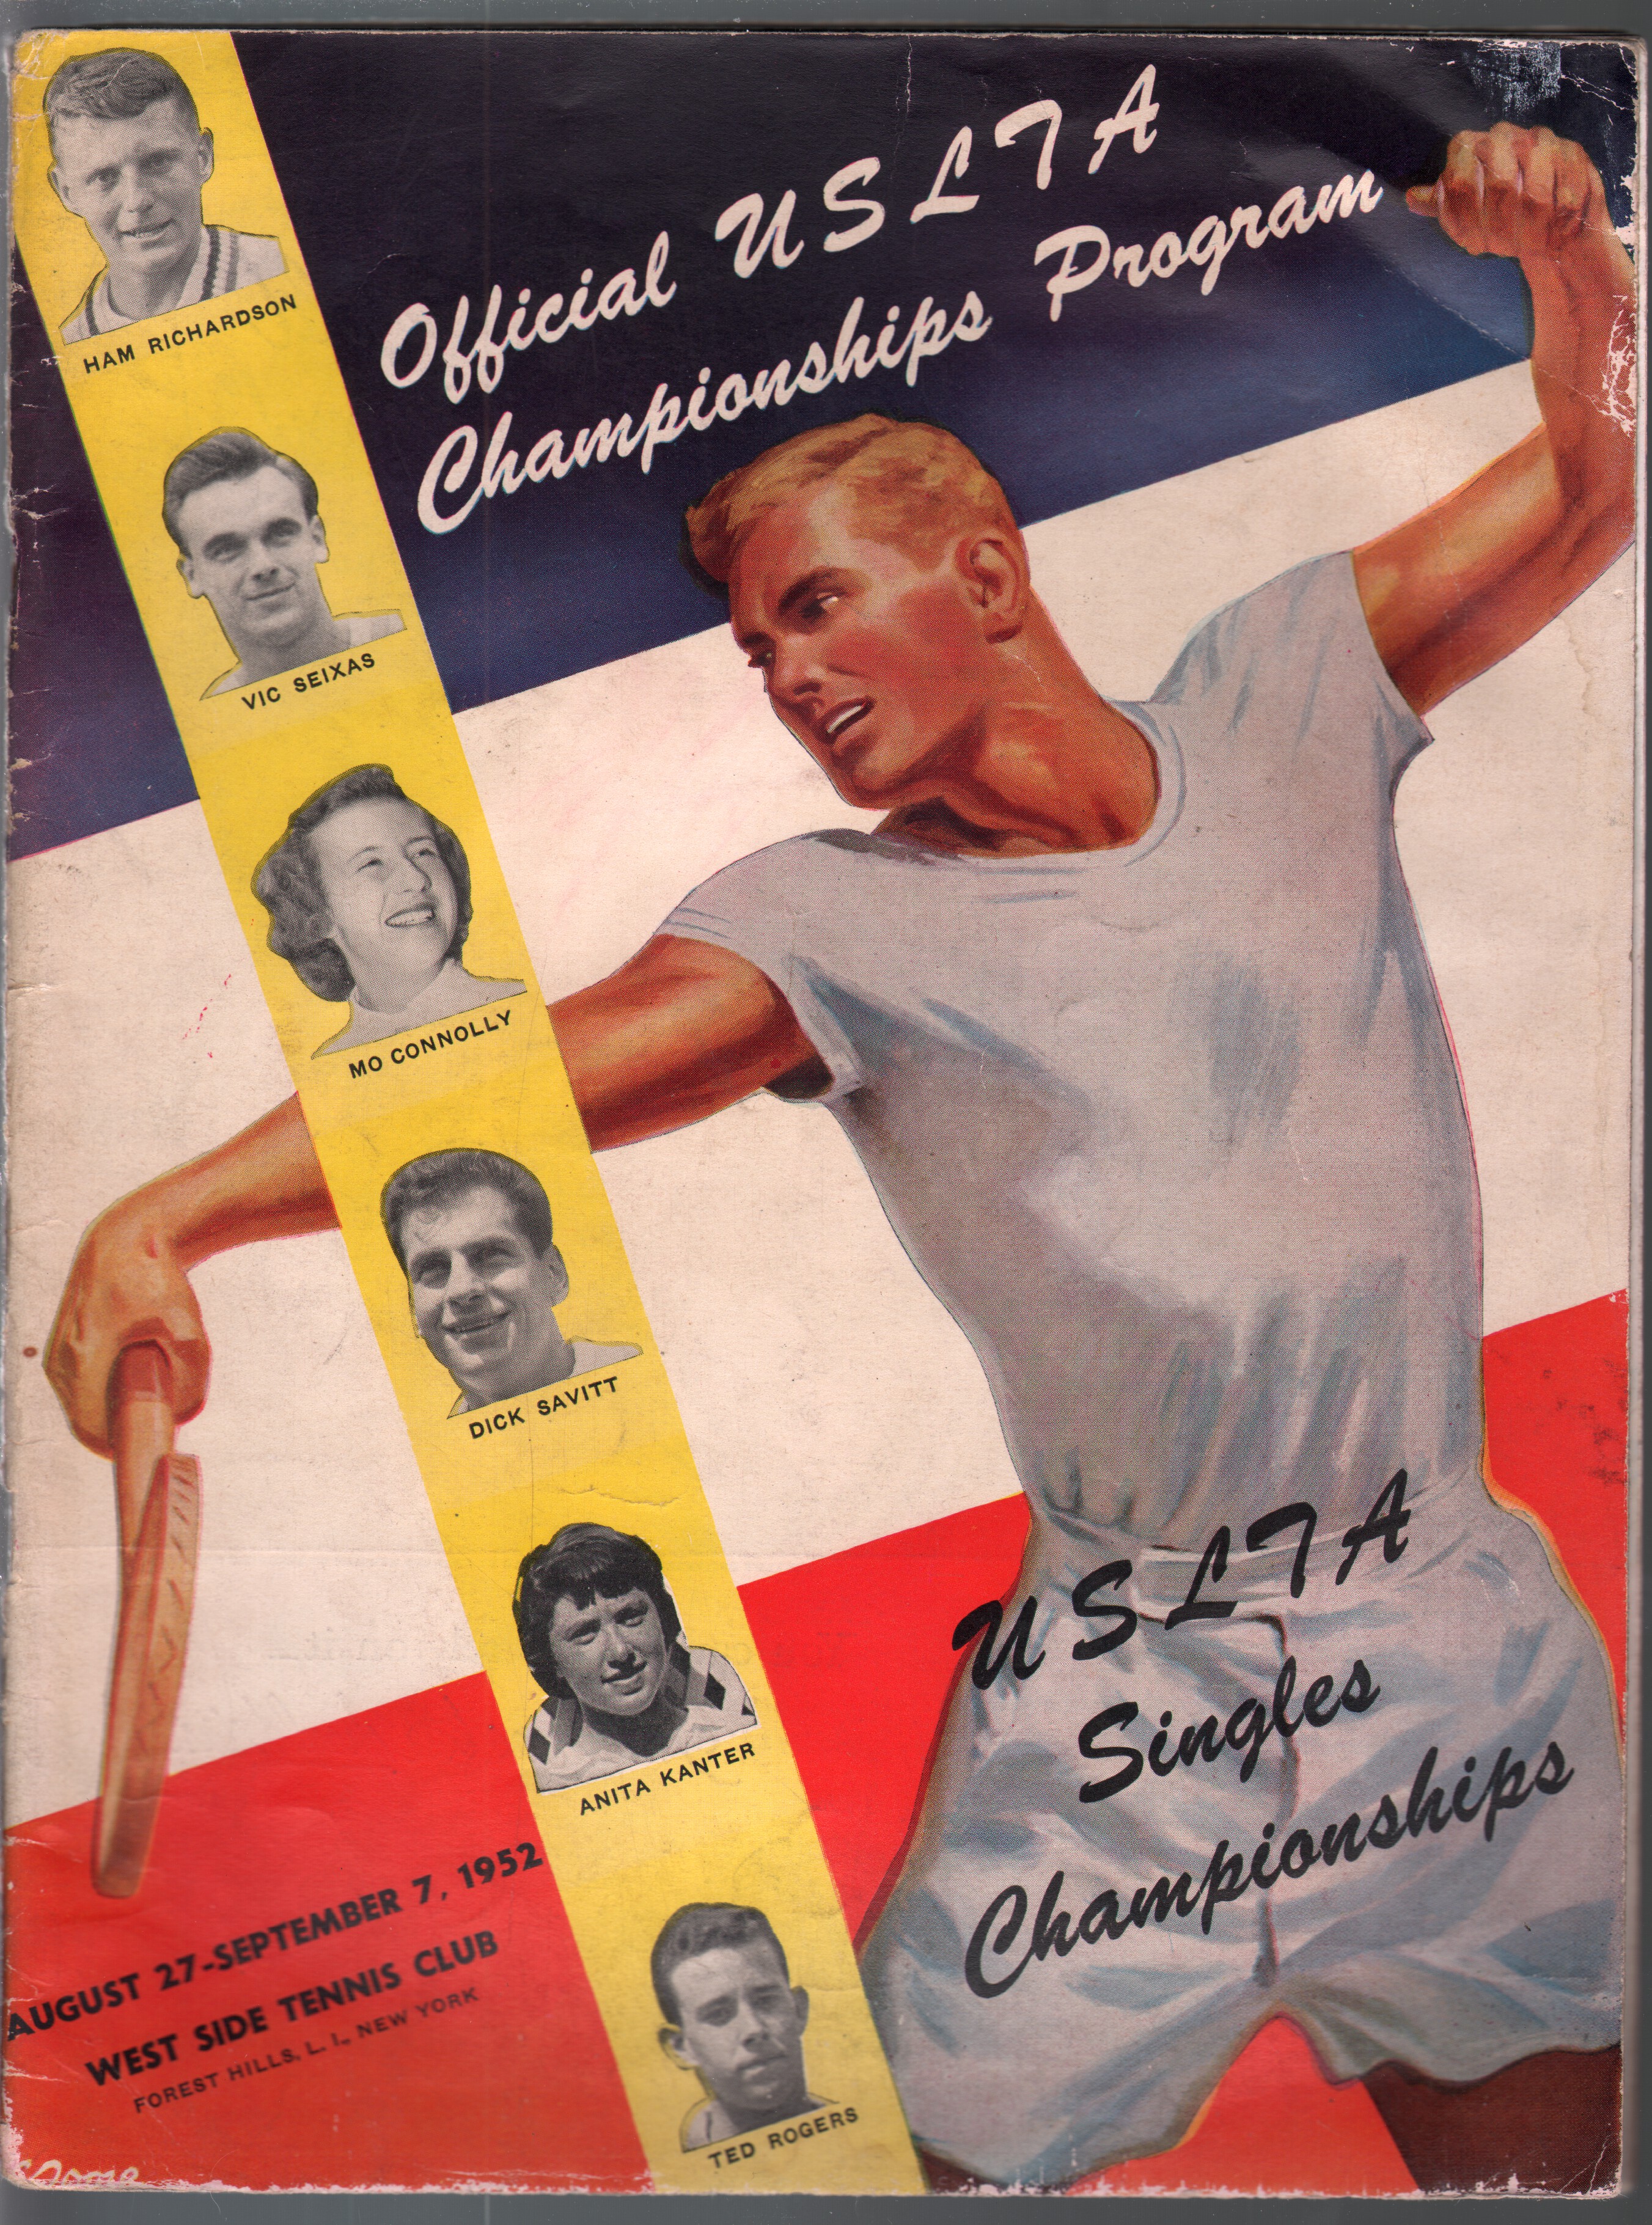 Official USLTA
Championships Program
HAM RICHARDSON
VIC SEIXAS
MO CONNOLLY
DICK SAVITT
ANITA KANTER
TED ROGERS
USLTA
Singles
Championships
AUGUST 27-SEPTEMBER 7, 1952
WEST SIDE TENNIS CLUB
FOREST HILLS, L. I., NEW YORK